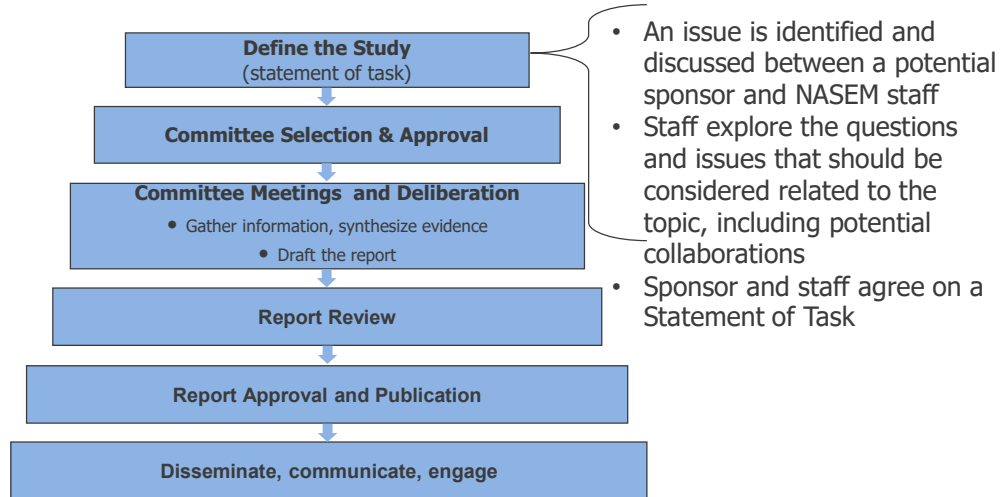 Define the Study
(statement of task)
Committee Selection & Approval
Committee Meetings and Deliberation
• Gather information, synthesize evidence
• Draft the report
Report Review
Report Approval and Publication
Disseminate, communicate, engage
• An issue is identified and
discussed between a potential
sponsor and NASEM staff
• Staff explore the questions
and issues that should be
considered related to the
topic, including potential
collaborations
• Sponsor and staff agree on a
Statement of Task